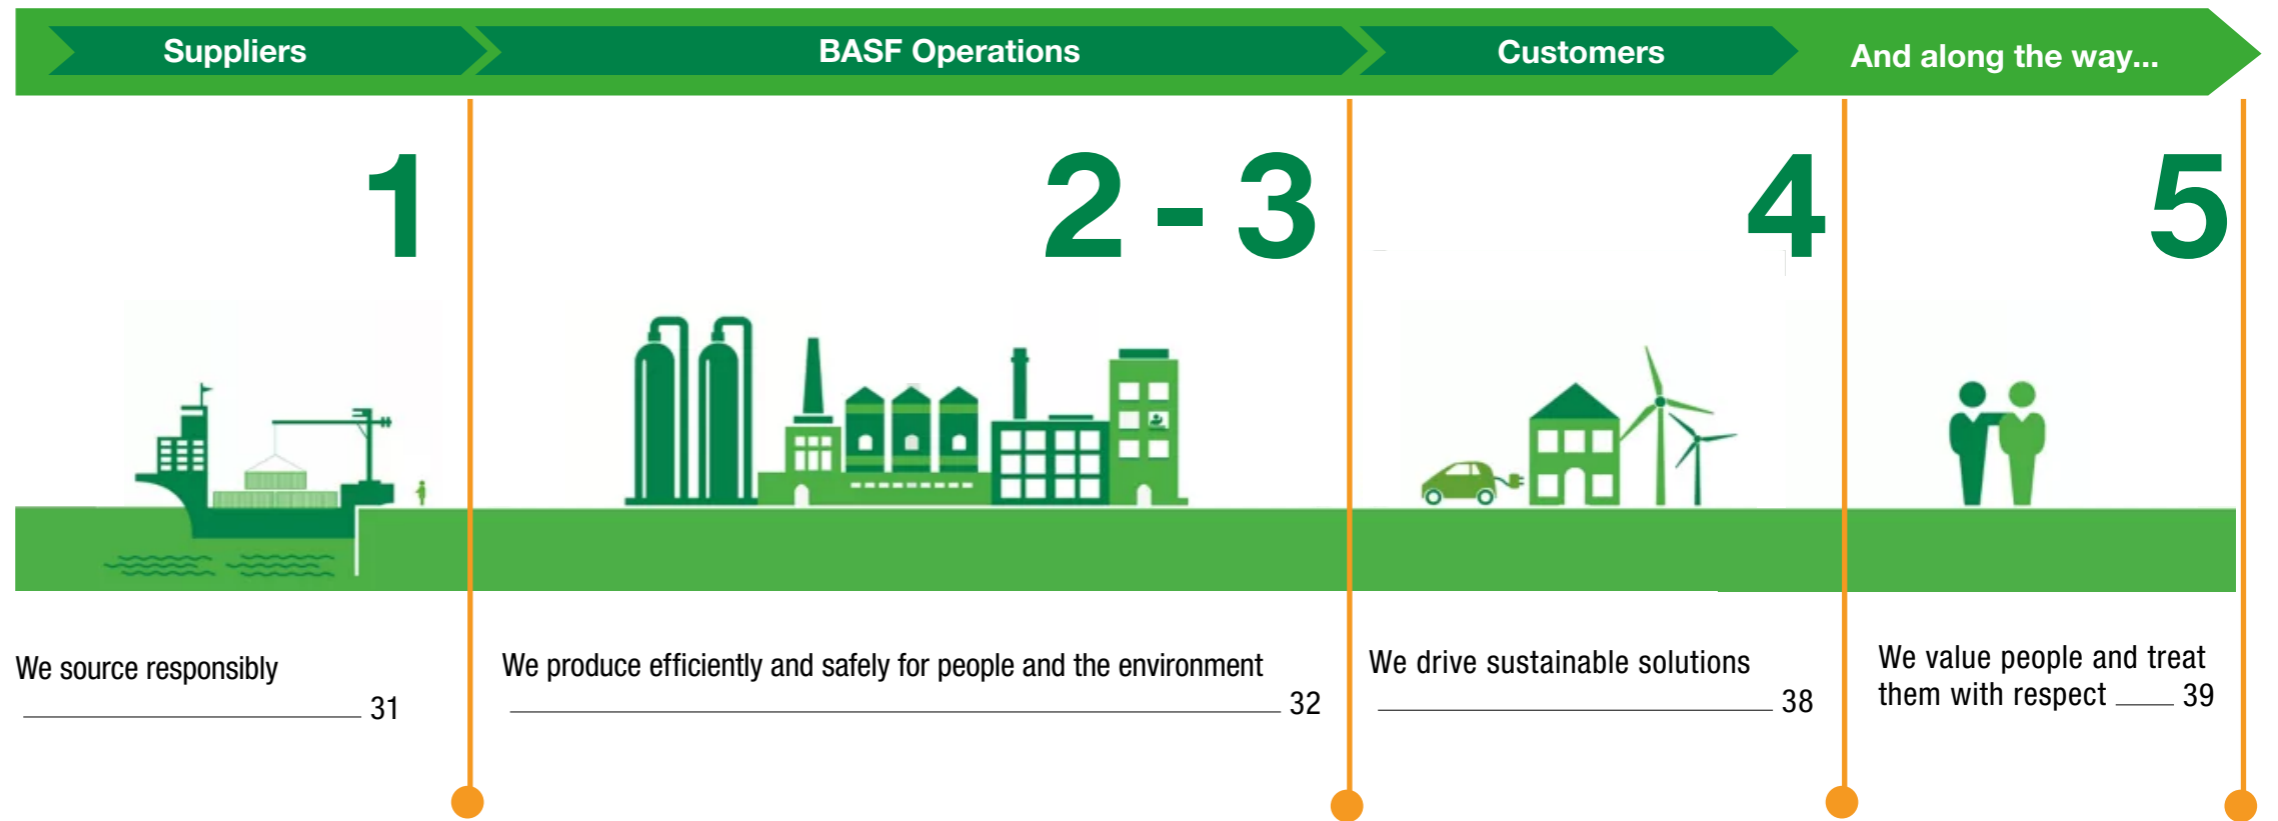 Suppliers
BASF Operations
Customers
And along the way...
1
2 - 3
4
5
We source responsibly
31
We produce efficiently and safely for people and the environment
32
We drive sustainable solutions
38
We value people and treat
them with respect 39